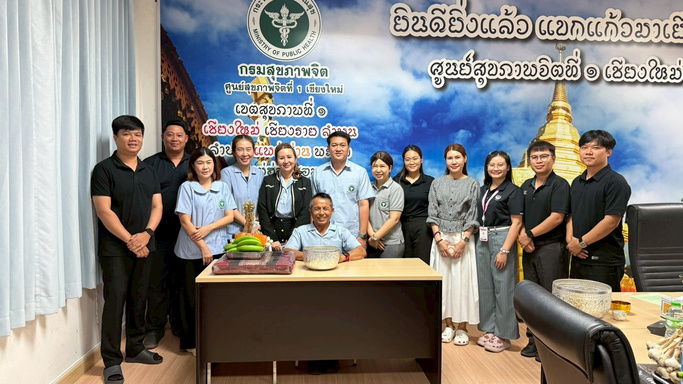 กระทรวงสาธารณสุข
MINISTRY OF PUBLIC HEALTH
กรมสุขภาพจิต
ศูนย์สุขภาพจิตที่ 1 เชียงใหม่
เขตสุขภาพที่ ๑
เชียงใหม่ เชียงราย ลำพูน
ยินดียิ่งแล้ว แขกแก้วมาเยือน
ศูนย์สุขภาพจิตที่ ๑ เชียงใหม่